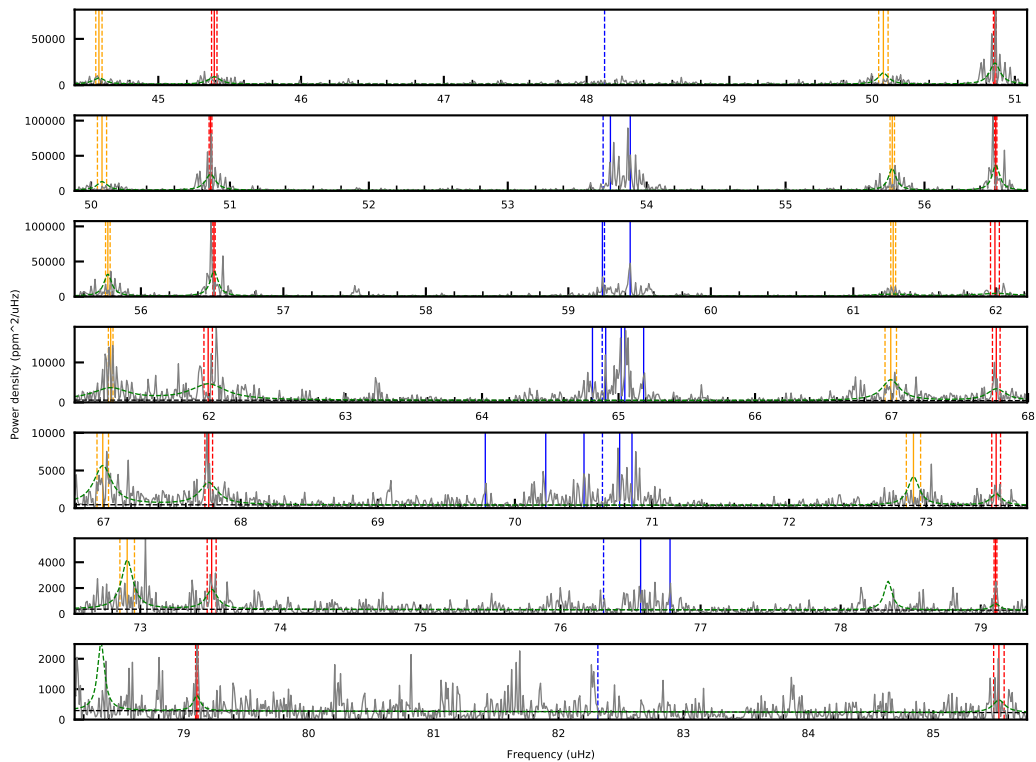 50000
0
45 46 47 48 49 50 51
100000
50000
0
50 51 52 53 54 55 56
100000
50000
0
56 57 58 59 60 61 62
Power density (ppm^2/uHz)
10000
0
62 63 64 65 66 67 68
10000
5000
0
67 68 69 70 71 72 73
4000
2000
0
73 74 75 76 77 78 79
2000
1000
0
79 80 81 82 83 84 85
Frequency (uHz)